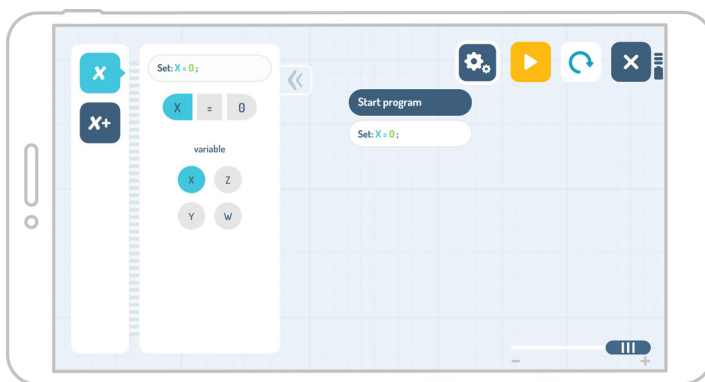 X
X+
Set: X = 0 ;
X = 0
variable
X Z
Y W
Start program
Set: X = 0 ;
- +